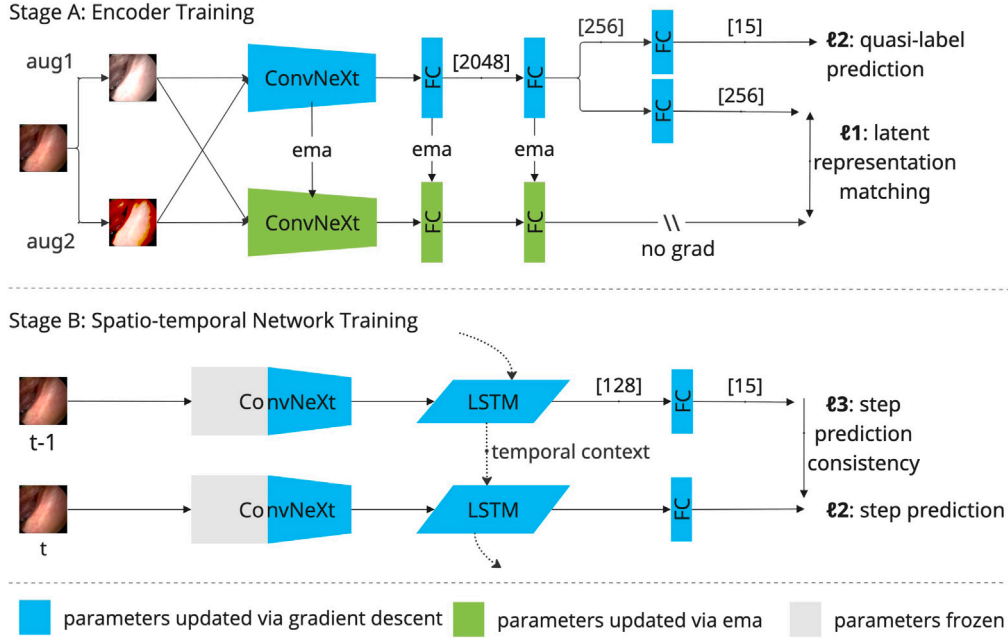 Stage A: Encoder Training
aug1
aug2
ConvNeXt
FC
[2048]
FC
[256]
FC
[15]
ℓ2: quasi-label
prediction
FC
[256]
ℓ1: latent
representation
matching
ema
ema
ema
ConvNeXt
FC
FC
no grad
Stage B: Spatio-temporal Network Training
t-1
ConvNeXt
LSTM
[128]
FC
[15]
ℓ3: step
prediction
consistency
temporal context
t
ConvNeXt
LSTM
FC
ℓ2: step prediction
parameters updated via gradient descent
parameters updated via ema
parameters frozen